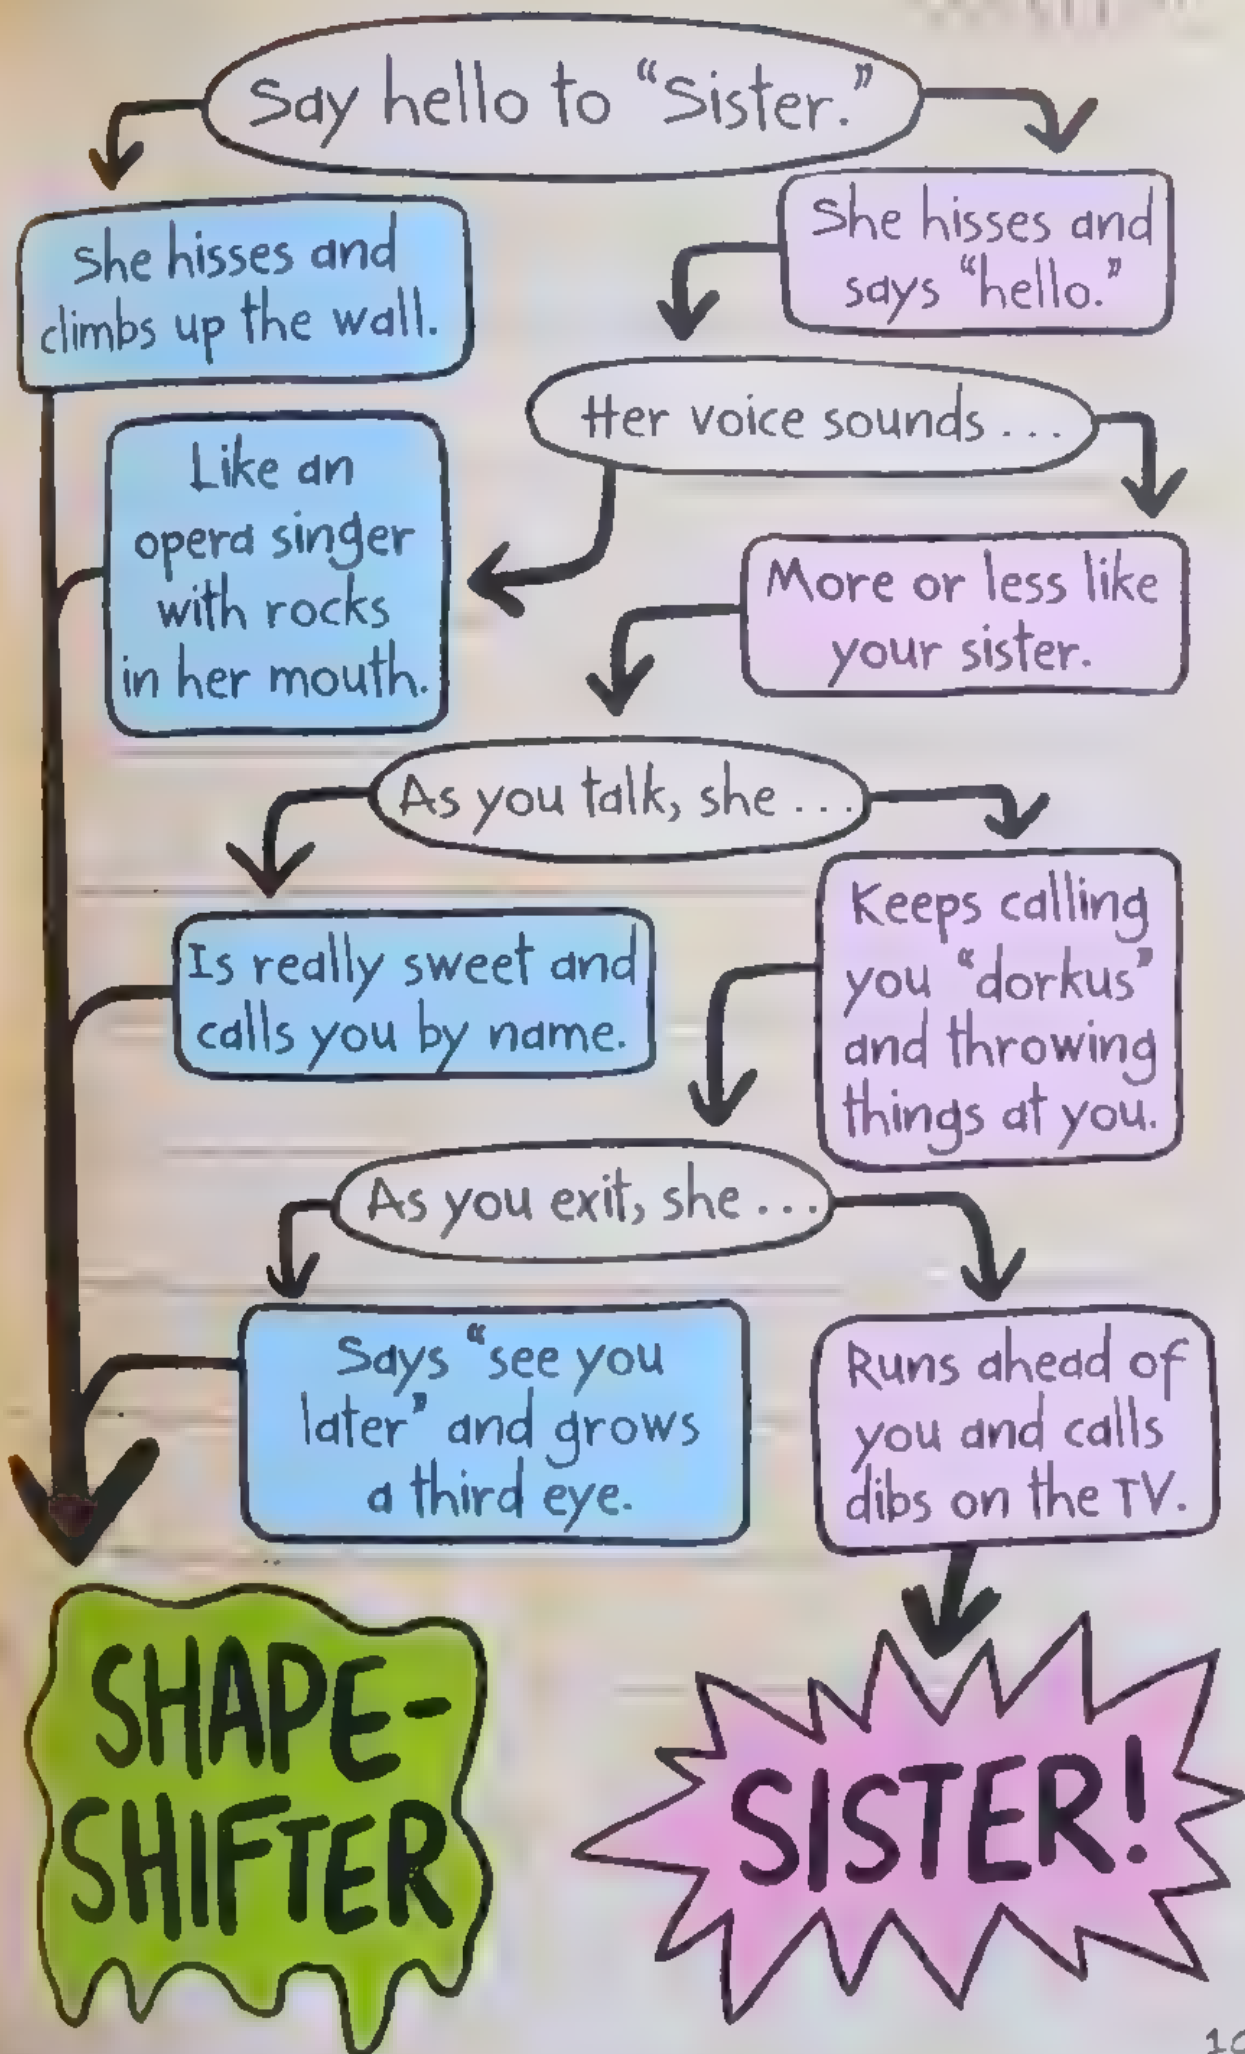 Say hello to “Sister.”
She hisses and
climbs up the wall.
She hisses and
says “hello.”
Her voice sounds . . .
Like an
opera singer
with rocks
in her mouth.
More or less like
your sister.
As you talk, she . . .
Is really sweet and
calls you by name.
Keeps calling
you “dorkus”
and throwing
things at you.
As you exit, she . . .
Says “see you
later” and grows
a third eye.
Runs ahead of
you and calls
dibs on the TV.
SHAPE-
SHIFTER
SISTER!